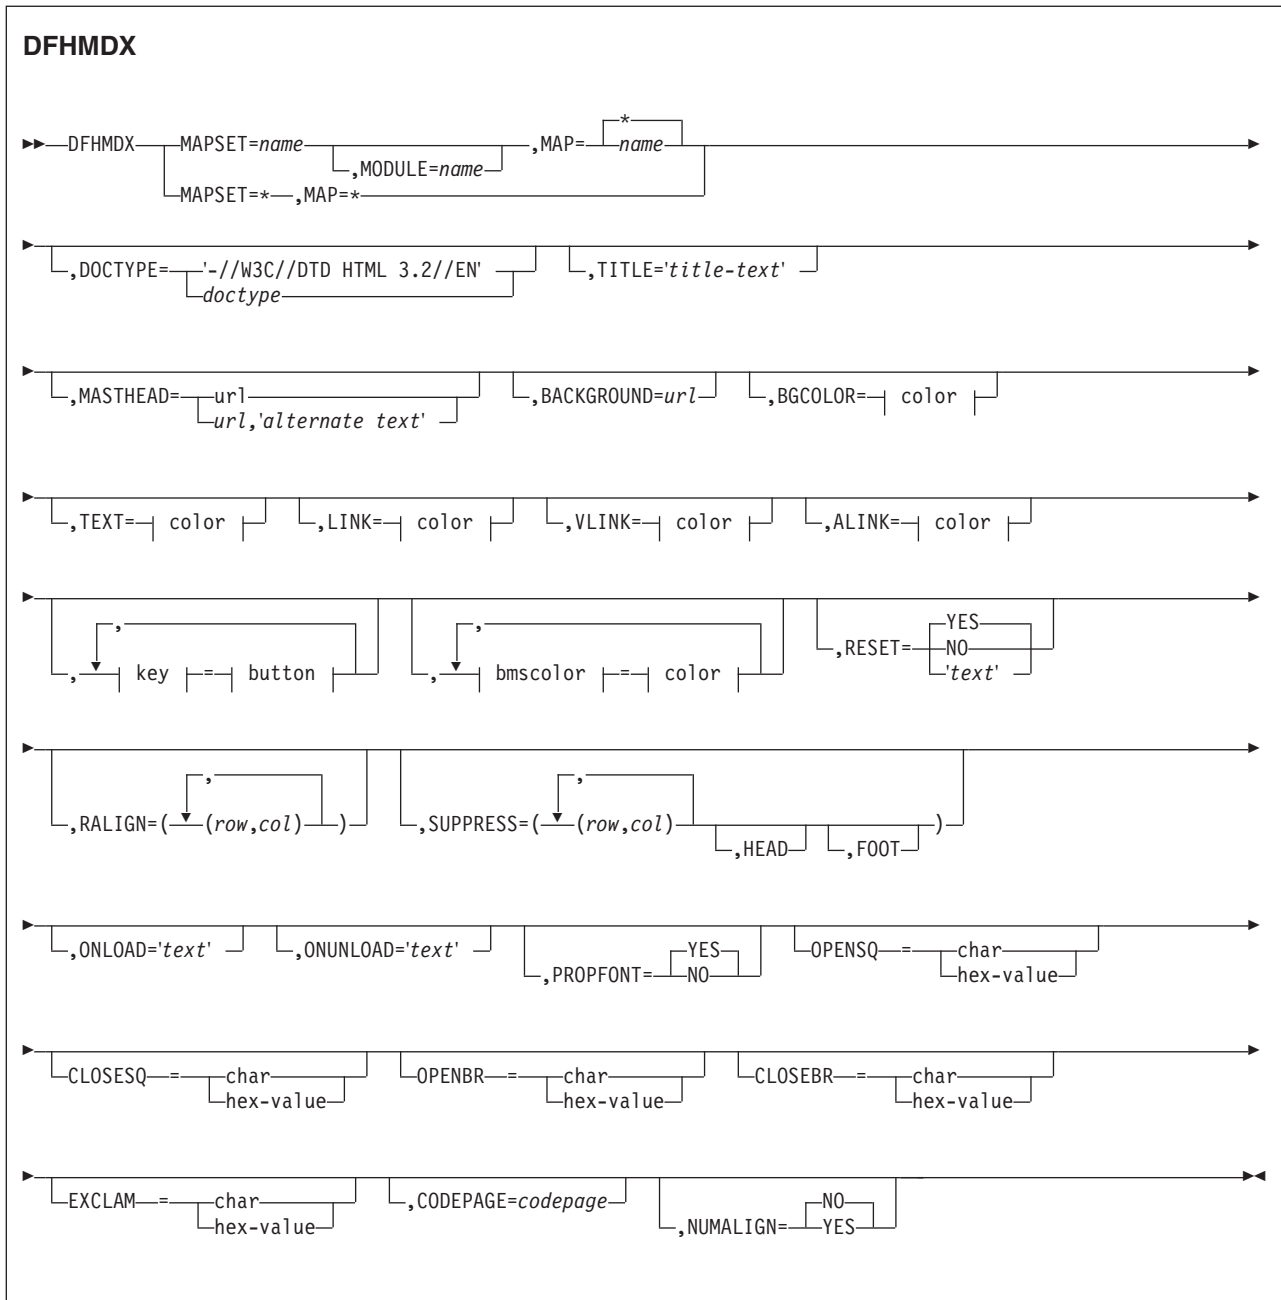 DFHMDX
DFHMDX MAPSET=name ,MODULE=name ,MAP= * name
MAPSET=* ,MAP=*
,DOCTYPE= '-//W3C//DTD HTML 3.2//EN' doctype ,TITLE='title-text'
,MASTHEAD= url url,'alternate text' ,BACKGROUND=url ,BGCOLOR= color
,TEXT= color ,LINK= color ,VLINK= color ,ALINK= color
, , key = button , , bmscolor = color ,RESET= YES NO 'text'
,RALIGN=( , (row,col) ) ,SUPPRESS=( , (row,col) ,HEAD ,FOOT )
,ONLOAD='text' ,ONUNLOAD='text' ,PROPFONT= YES NO OPENSQ = char hex-value
CLOSESQ = char hex-value OPENBR = char hex-value CLOSEBR = char hex-value
EXCLAM = char hex-value ,CODEPAGE=codepage ,NUMALIGN= NO YES